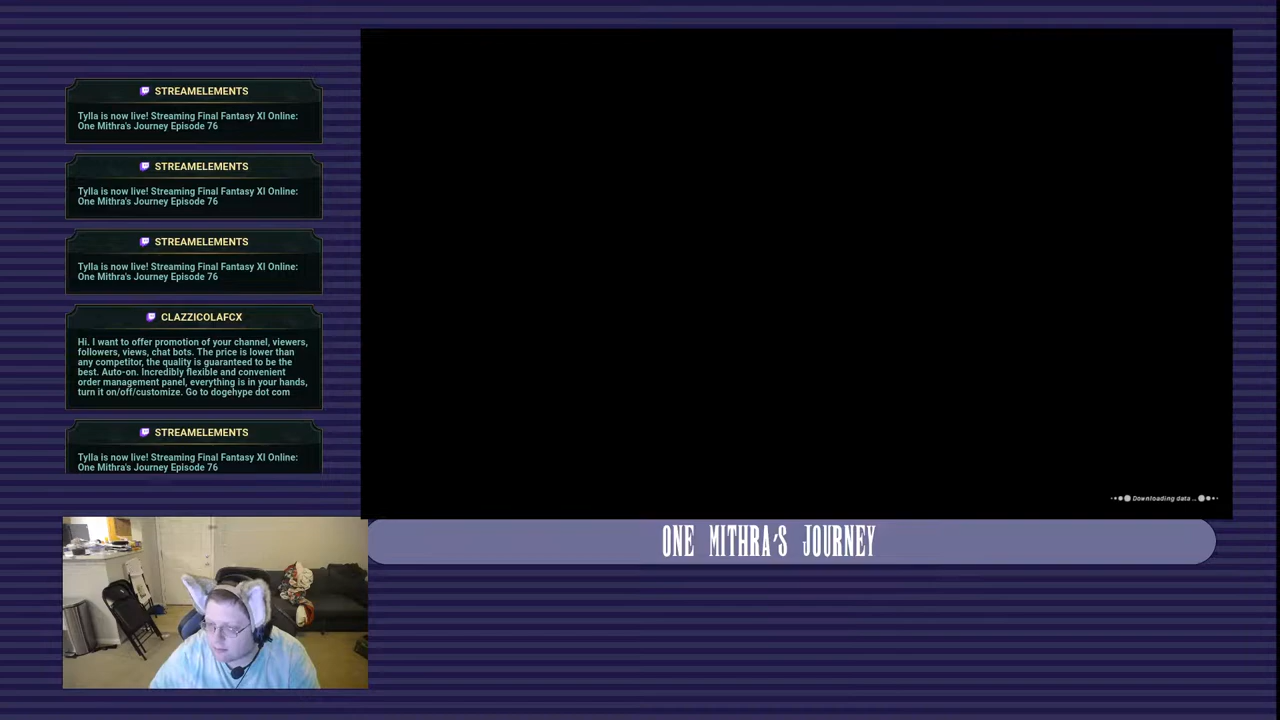 STREAMELEMENTS
Tylla is now live! Streaming Final Fantasy XI Online:
One Mithra's Journey Episode 76
STREAMELEMENTS
Tylla is now live! Streaming Final Fantasy XI Online:
One Mithra's Journey Episode 76
STREAMELEMENTS
Tylla is now live! Streaming Final Fantasy XI Online:
One Mithra's Journey Episode 76
CLAZZICOLAFCX
Hi. I want to offer promotion of your channel, viewers,
followers, views, chat bots. The price is lower than
any competitor, the quality is guaranteed to be the
best. Auto-on. Incredibly flexible and convenient
order management panel, everything is in your hands,
turn it on/off/customize. Go to dogehype dot com
STREAMELEMENTS
Tylla is now live! Streaming Final Fantasy XI Online:
One Mithra's Journey Episode 76
Downloading data ...
ONE MITHRA'S JOURNEY